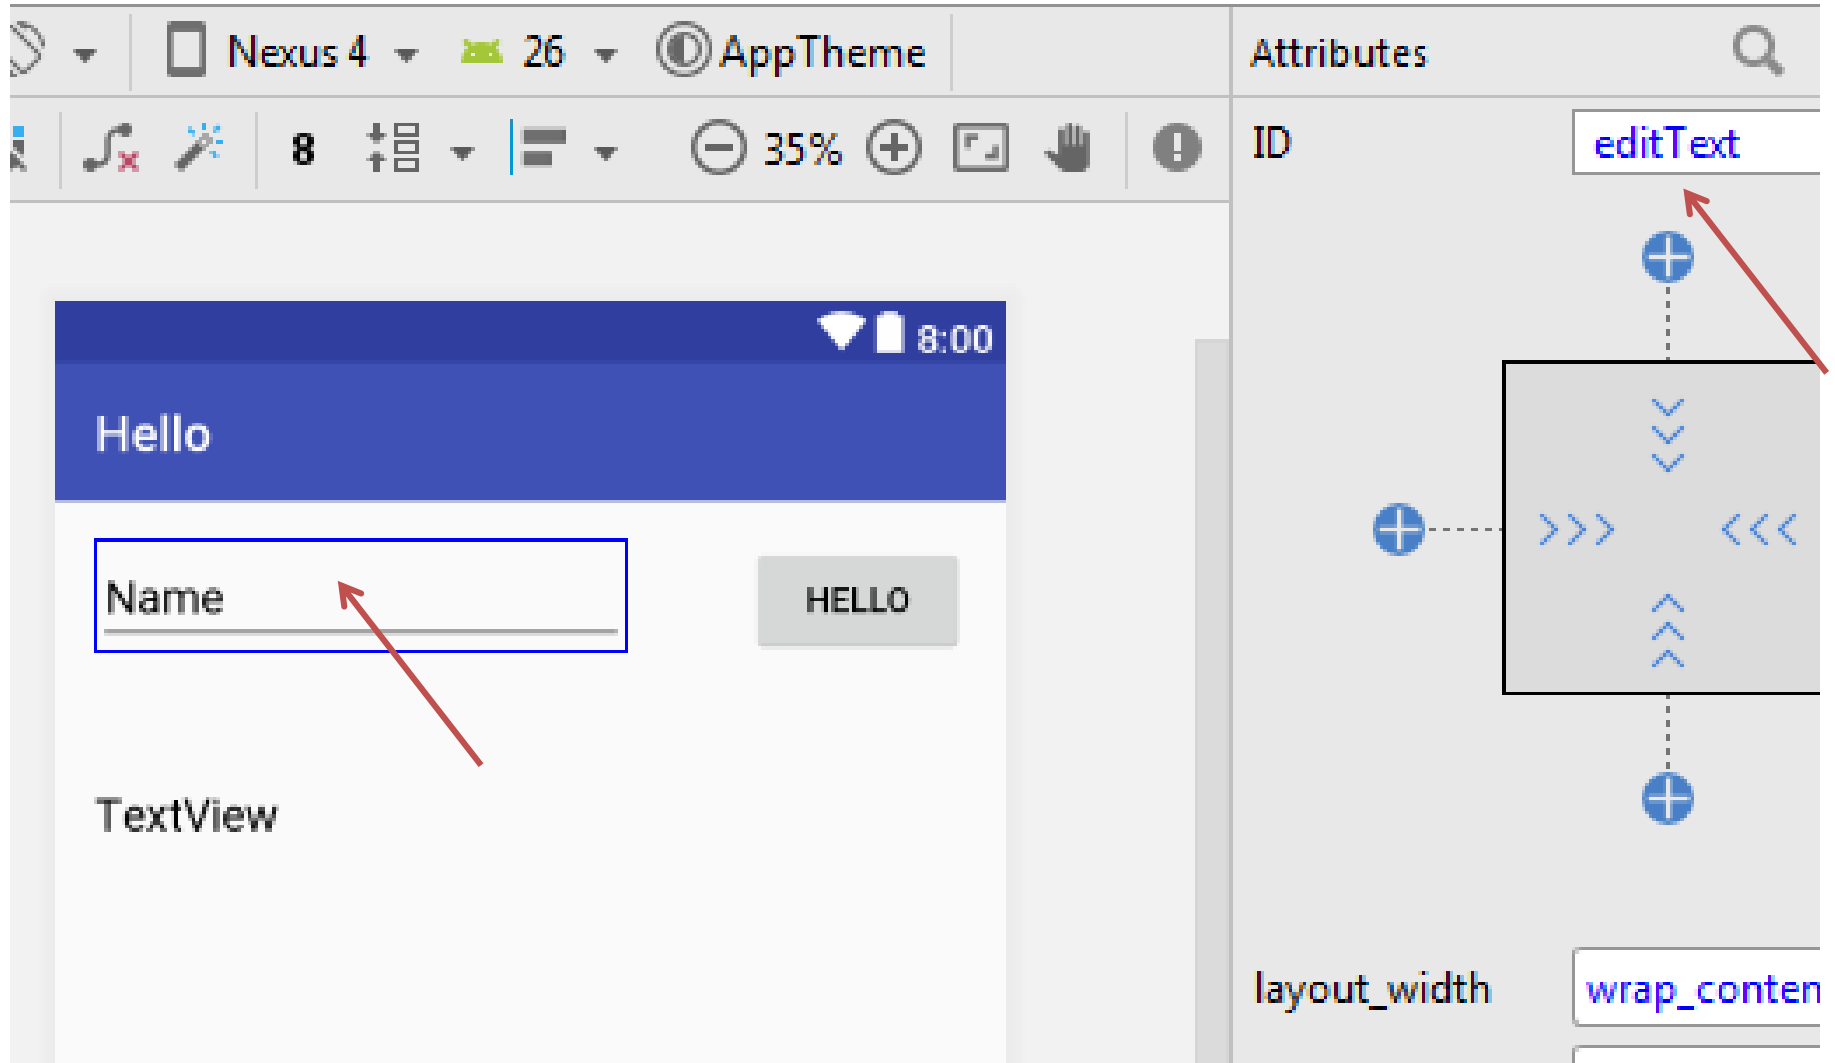 Nexus 4 26 AppTheme
Attributes
8 35%
ID editText
8:00
Hello
Name HELLO
TextView
layout_width wrap_conten